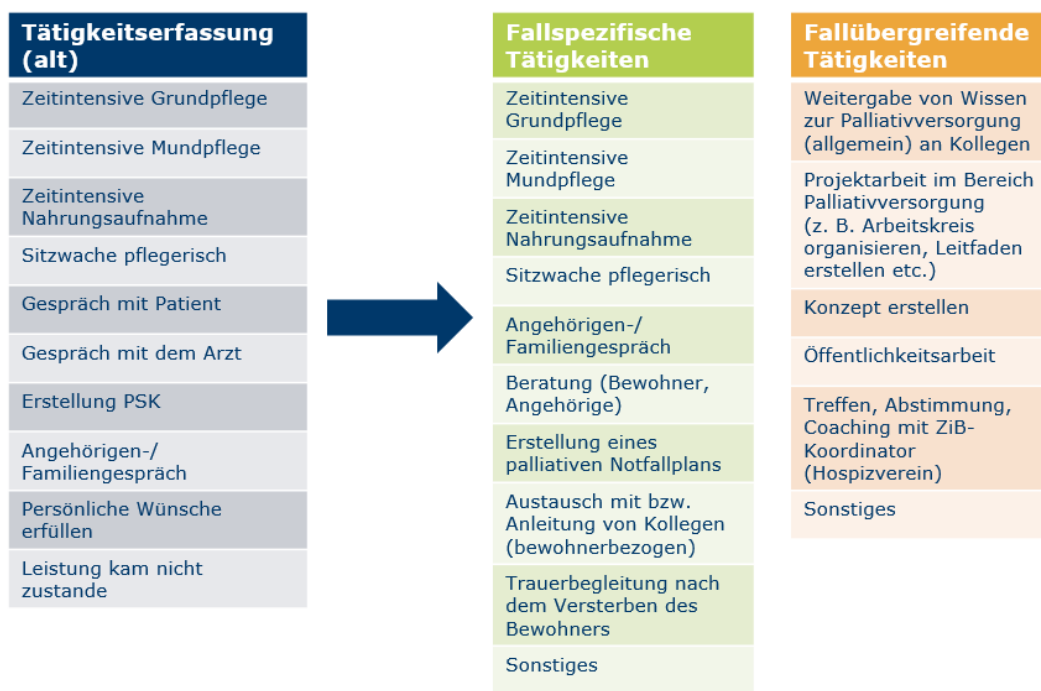 Tätigkeitserfassung
(alt)
Zeitintensive Grundpflege
Zeitintensive Mundpflege
Zeitintensive
Nahrungsaufnahme
Sitzwache pflegerisch
Gespräch mit Patient
Gespräch mit dem Arzt
Erstellung PSK
Angehörigen-/
Familiengespräch
Persönliche Wünsche
erfüllen
Leistung kam nicht
zustande
Fallspezifische
Tätigkeiten
Zeitintensive
Grundpflege
Zeitintensive
Mundpflege
Zeitintensive
Nahrungsaufnahme
Sitzwache pflegerisch
Angehörigen-/
Familiengespräch
Beratung (Bewohner,
Angehörige)
Erstellung eines
palliativen Notfallplans
Austausch mit bzw.
Anleitung von Kollegen
(bewohnerbezogen)
Trauerbegleitung nach
dem Versterben des
Bewohners
Sonstiges
Fallübergreifende
Tätigkeiten
Weitergabe von Wissen
zur Palliativversorgung
(allgemein) an Kollegen
Projektarbeit im Bereich
Palliativversorgung
(z. B. Arbeitskreis
organisieren, Leitfaden
erstellen etc.)
Konzept erstellen
Öffentlichkeitsarbeit
Treffen, Abstimmung,
Coaching mit ZiB-
Koordinator
(Hospizverein)
Sonstiges